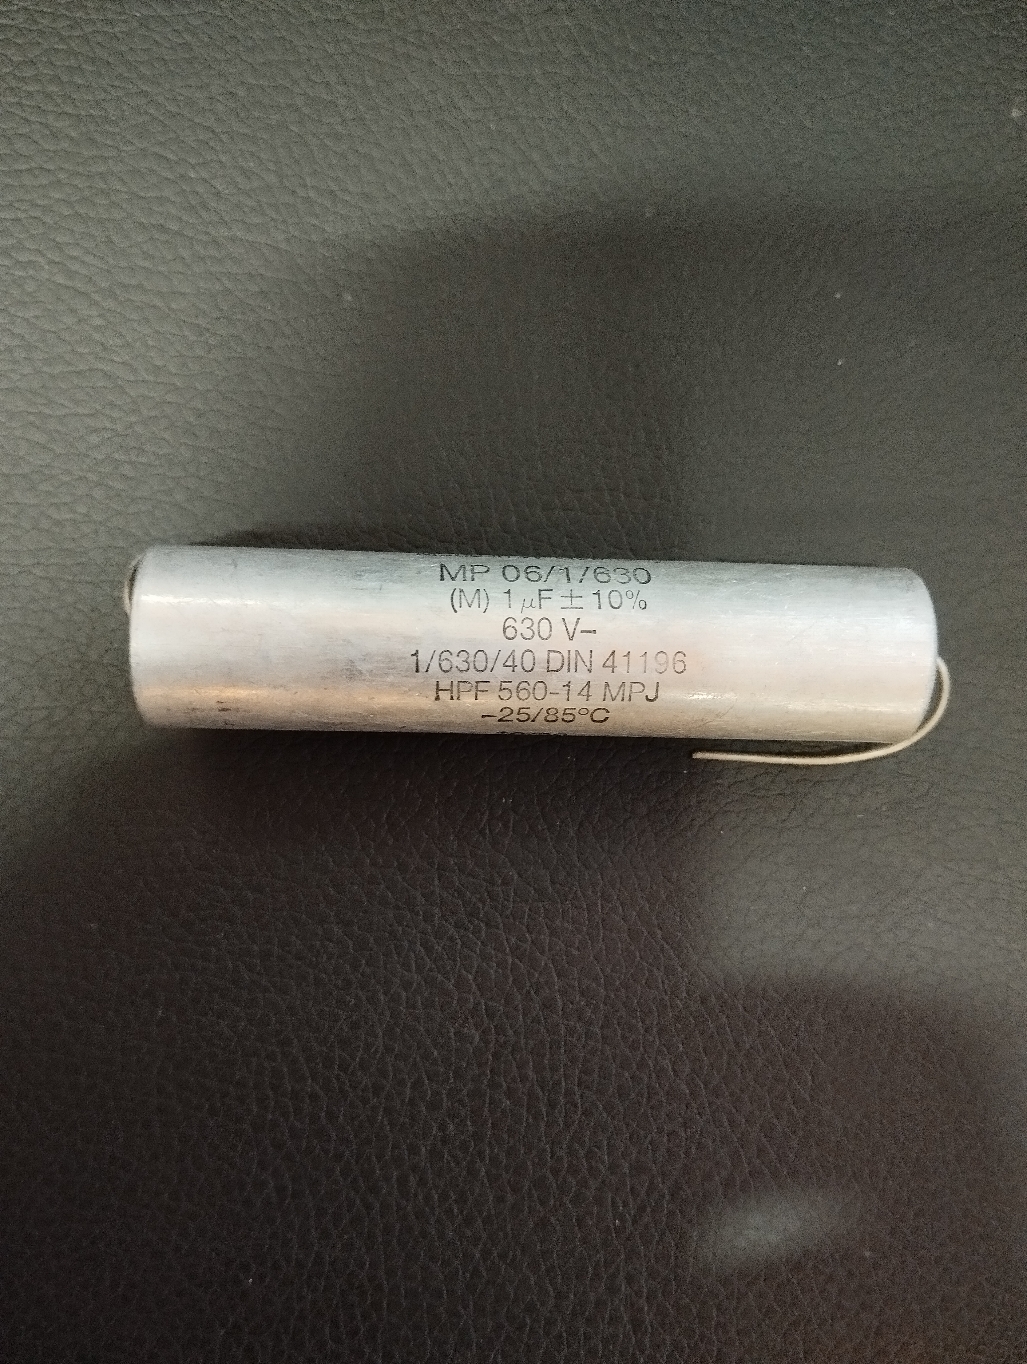 MP 06/1/630
(M) 1 µF ± 10%
630 V–
1/630/40 DIN 41196
HPF 560-14 MPJ
-25/85°C